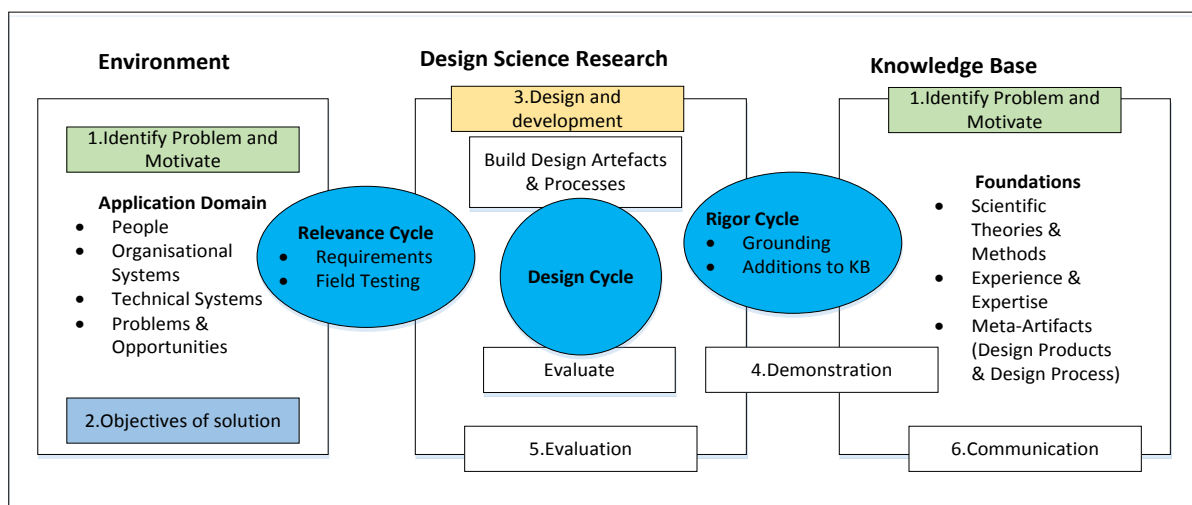 Environment
1.Identify Problem and
Motivate
Application Domain
• People
• Organisational
Systems
• Technical Systems
• Problems &
Opportunities
2.Objectives of solution
Relevance Cycle
• Requirements
• Field Testing
Design Science Research
3.Design and
development
Build Design Artefacts
& Processes
Design Cycle
Evaluate
5.Evaluation
Rigor Cycle
• Grounding
• Additions to KB
4.Demonstration
Knowledge Base
1.Identify Problem and
Motivate
Foundations
• Scientific
Theories &
Methods
• Experience &
Expertise
• Meta-Artifacts
(Design Products
& Design Process)
6.Communication